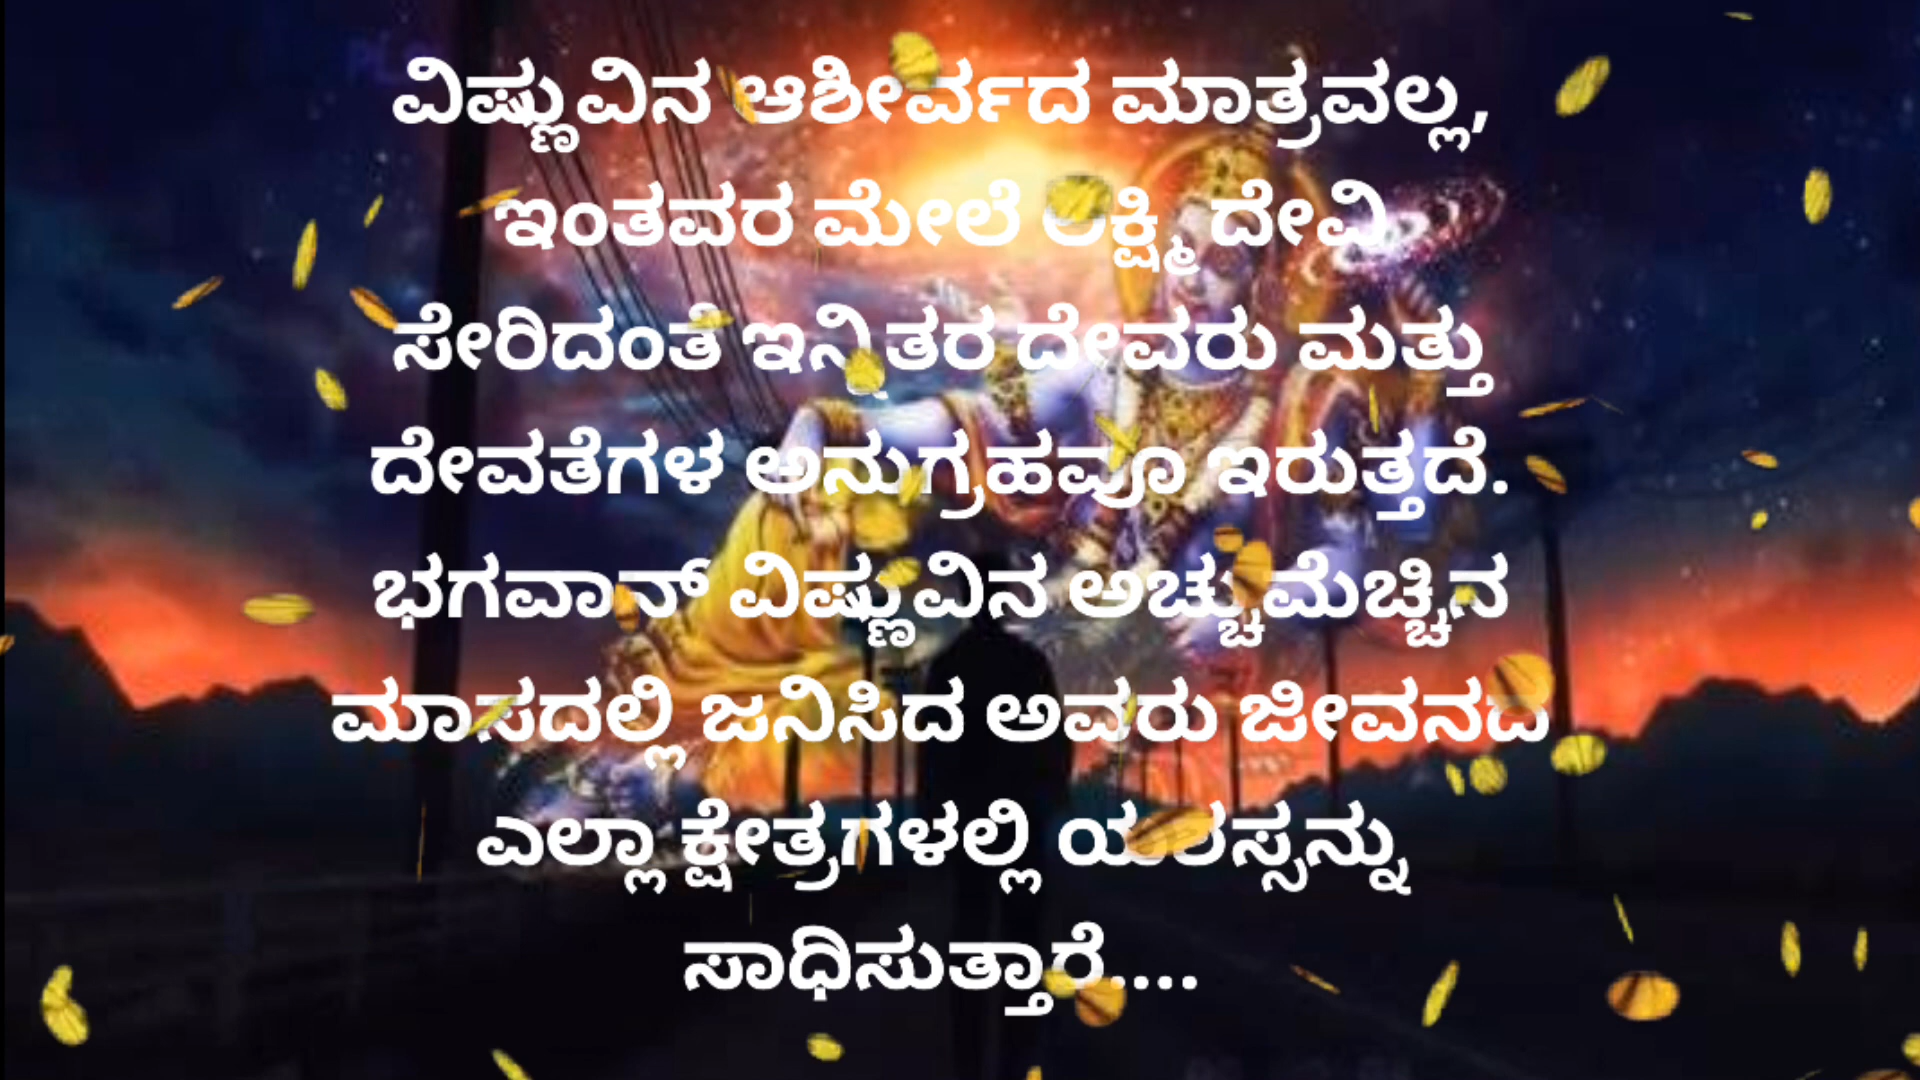 ವಿಷ್ಣುವಿನ ಆಶೀರ್ವದ ಮಾತ್ರವಲ್ಲ,
ಇಂತವರ ಮೇಲೆ ಲಕ್ಷ್ಮಿ ದೇವಿ
ಸೇರಿದಂತೆ ಇನ್ನಿತರ ದೇವರು ಮತ್ತು
ದೇವತೆಗಳ ಅನುಗ್ರಹವೂ ಇರುತ್ತದೆ.
ಭಗವಾನ್ ವಿಷ್ಣುವಿನ ಅಚ್ಚುಮೆಚ್ಚಿನ
ಮಾಸದಲ್ಲಿ ಜನಿಸಿದ ಅವರು ಜೀವನದ
ಎಲ್ಲಾ ಕ್ಷೇತ್ರಗಳಲ್ಲಿ ಯಶಸ್ಸನ್ನು
ಸಾಧಿಸುತ್ತಾರೆ....